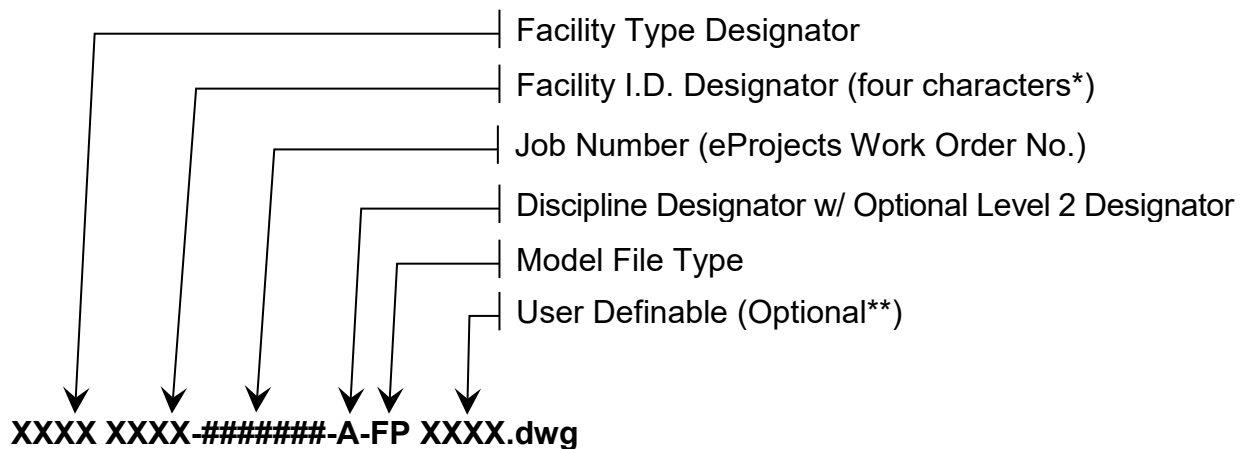 Facility Type Designator
Facility I.D. Designator (four characters*)
Job Number (eProjects Work Order No.)
Discipline Designator w/ Optional Level 2 Designator
Model File Type
User Definable (Optional**)
XXXX XXXX-#######-A-FP XXXX.dwg